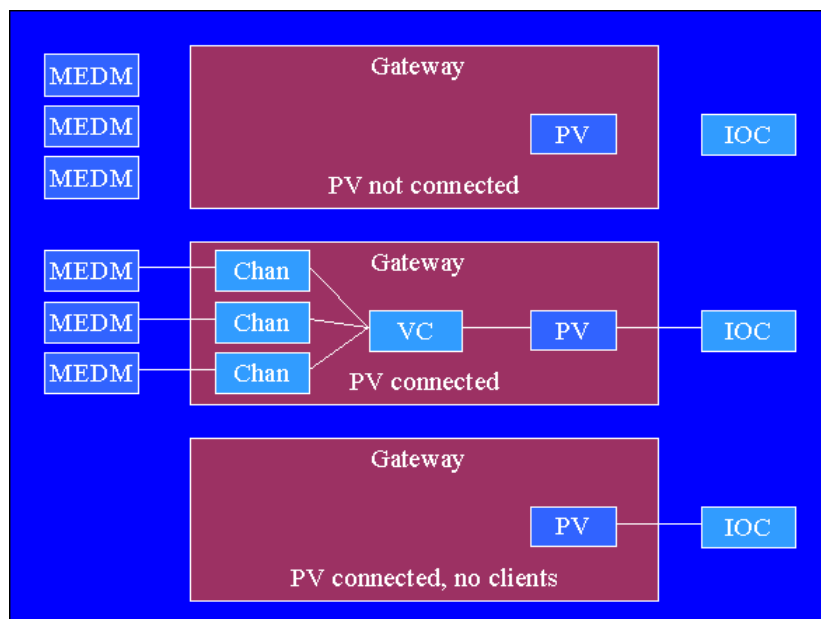 Gateway
MEDM
MEDM
PV
IOC
MEDM
PV not connected
Gateway
MEDM
Chan
MEDM
Chan
VC
PV
IOC
MEDM
Chan
PV connected
Gateway
PV
IOC
PV connected, no clients